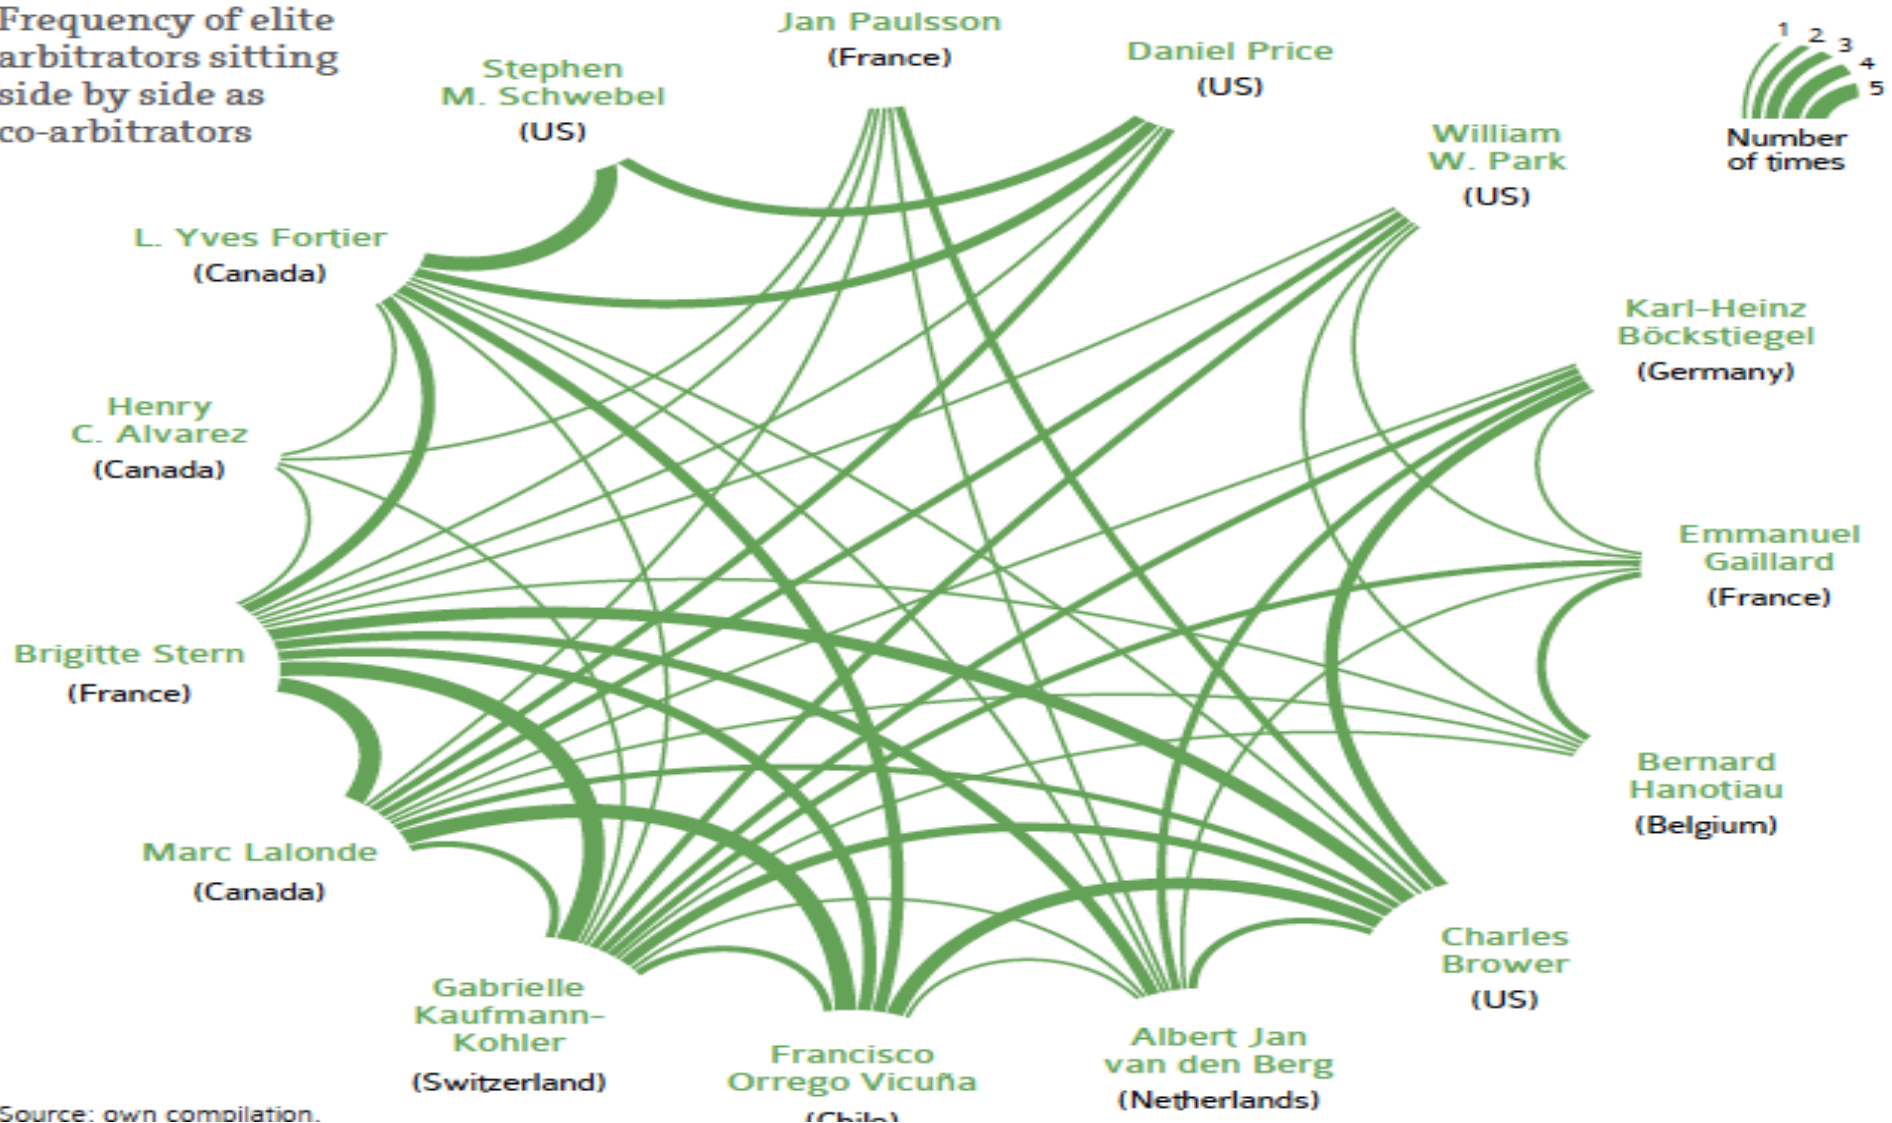 Frequency of elite
arbitrators sitting
side by side as
co-arbitrators
Jan Paulsson
(France)
Daniel Price
(US)
Stephen
M. Schwebel
(US)
1
2
3
4
5
Number
of times
William
W. Park
(US)
L. Yves Fortier
(Canada)
Karl-Heinz
Böckstiegel
(Germany)
Henry
C. Alvarez
(Canada)
Emmanuel
Gaillard
(France)
Brigitte Stern
(France)
Bernard
Hanotiau
(Belgium)
Marc Lalonde
(Canada)
Charles
Brower
(US)
Gabrielle
Kaufmann-
Kohler
(Switzerland)
Francisco
Orrego Vicuña
(Chile)
Albert Jan
van den Berg
(Netherlands)
Source: own compilation.